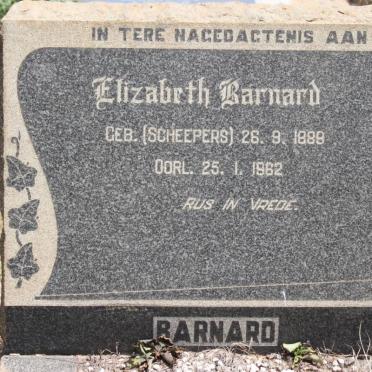 IN TERE NAGEDACTENIS AAN
Elizabeth Barnard
GEB. (SCHEEPERS) 26. 9. 1889
OORL. 25. 1. 1962
RUS IN VREDE.
BARNARD